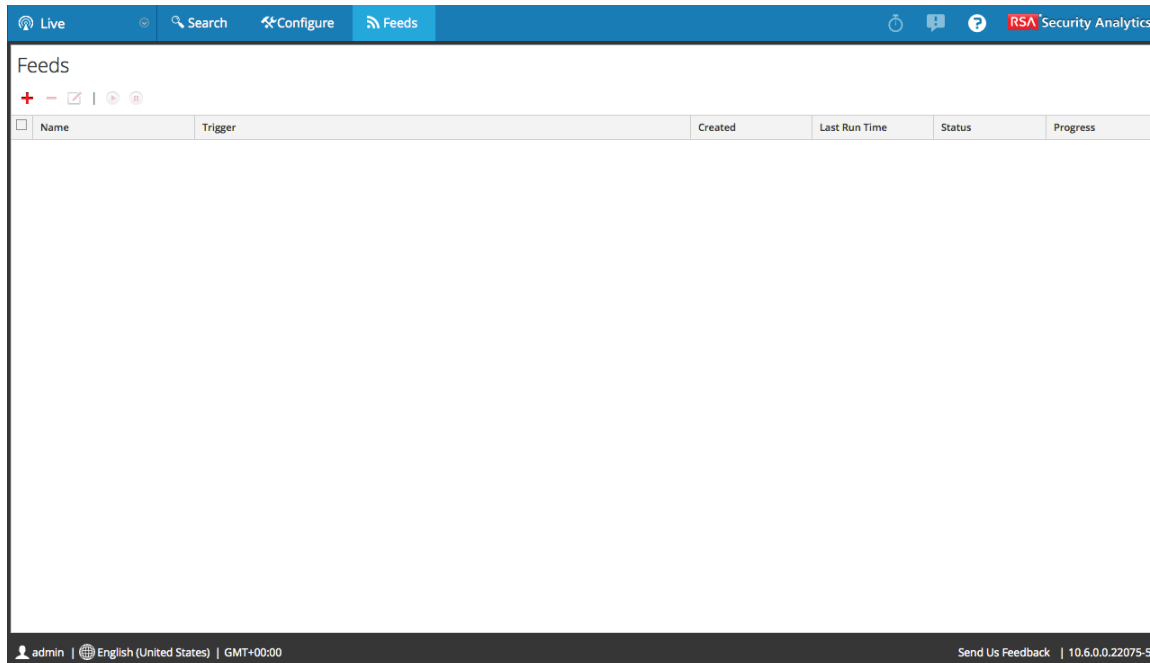 Live Search Configure Feeds RSA Security Analytics
Feeds
Name Trigger Created Last Run Time Status Progress
admin | English (United States) | GMT+00:00 Send Us Feedback | 10.6.0.0.22075-5